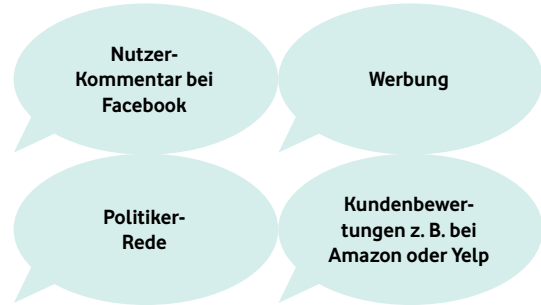 Nutzer-
Kommentar bei
Facebook
Werbung
Politiker-
Rede
Kundenbewer-
tungen z. B. bei
Amazon oder Yelp